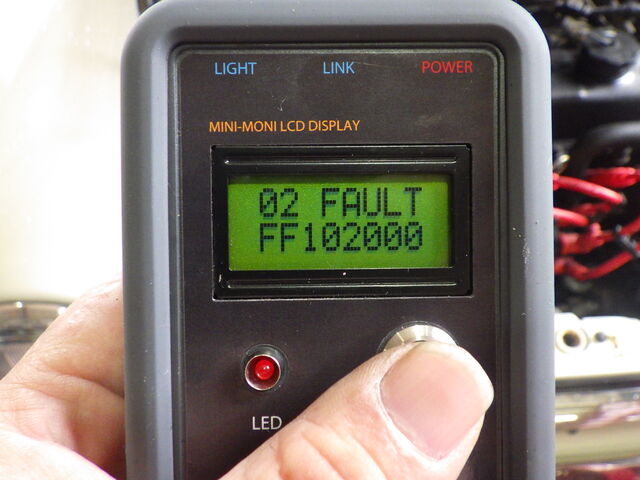 LIGHT LINK POWER
MINI-MONI LCD DISPLAY
02 FAULT
FF102000
LED